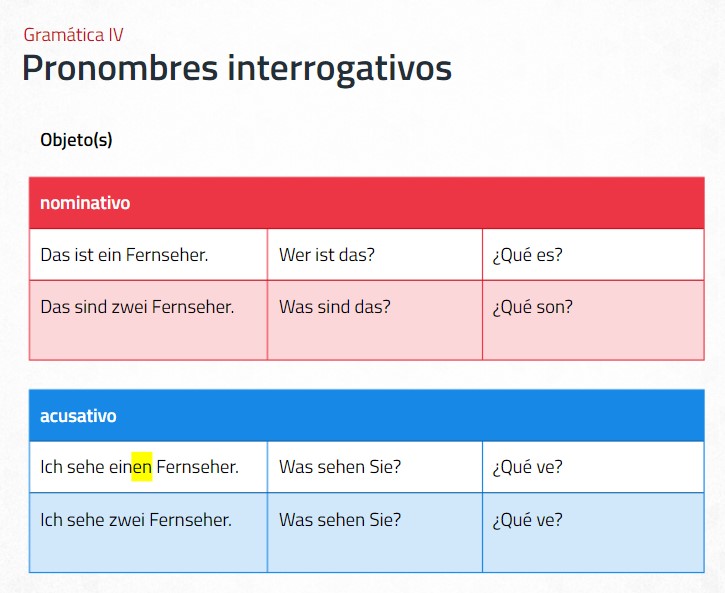 Gramática IV
Pronombres interrogativos
Objeto(s)
nominativo
Das ist ein Fernseher. Wer ist das? ¿Qué es?
Das sind zwei Fernseher. Was sind das? ¿Qué son?
acusativo
Ich sehe einen Fernseher. Was sehen Sie? ¿Qué ve?
Ich sehe zwei Fernseher. Was sehen Sie? ¿Qué ve?